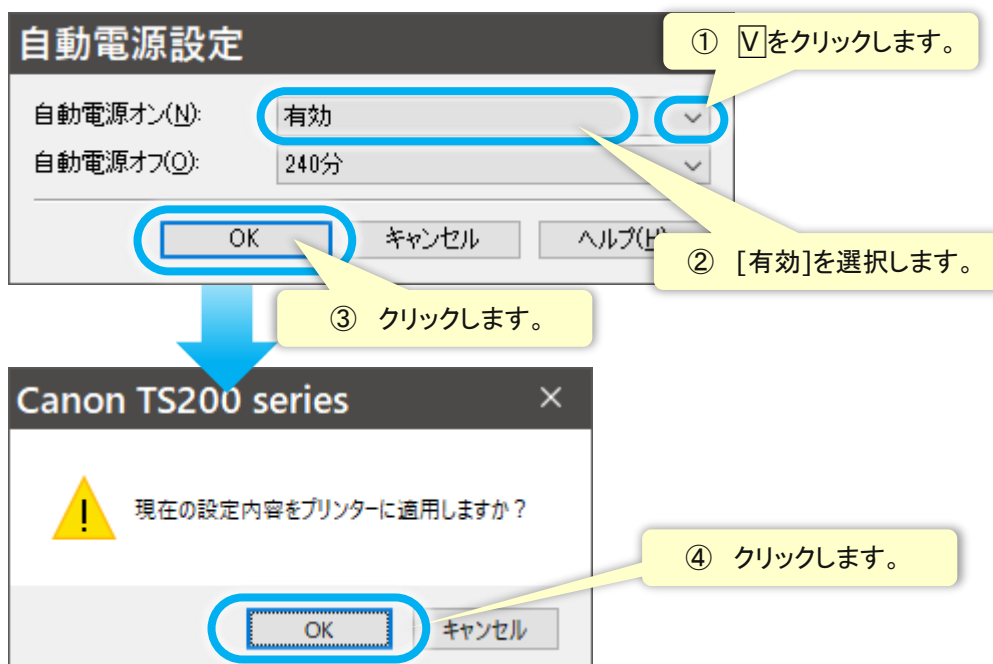 自動電源設定
① Vをクリックします。
自動電源オン(N):
有効
自動電源オフ(O):
240分
OK
キャンセル
ヘルプ(H)
② [有効]を選択します。
③ クリックします。
Canon TS200 series
×
!
現在の設定内容をプリンターに適用しますか？
④ クリックします。
OK
キャンセル